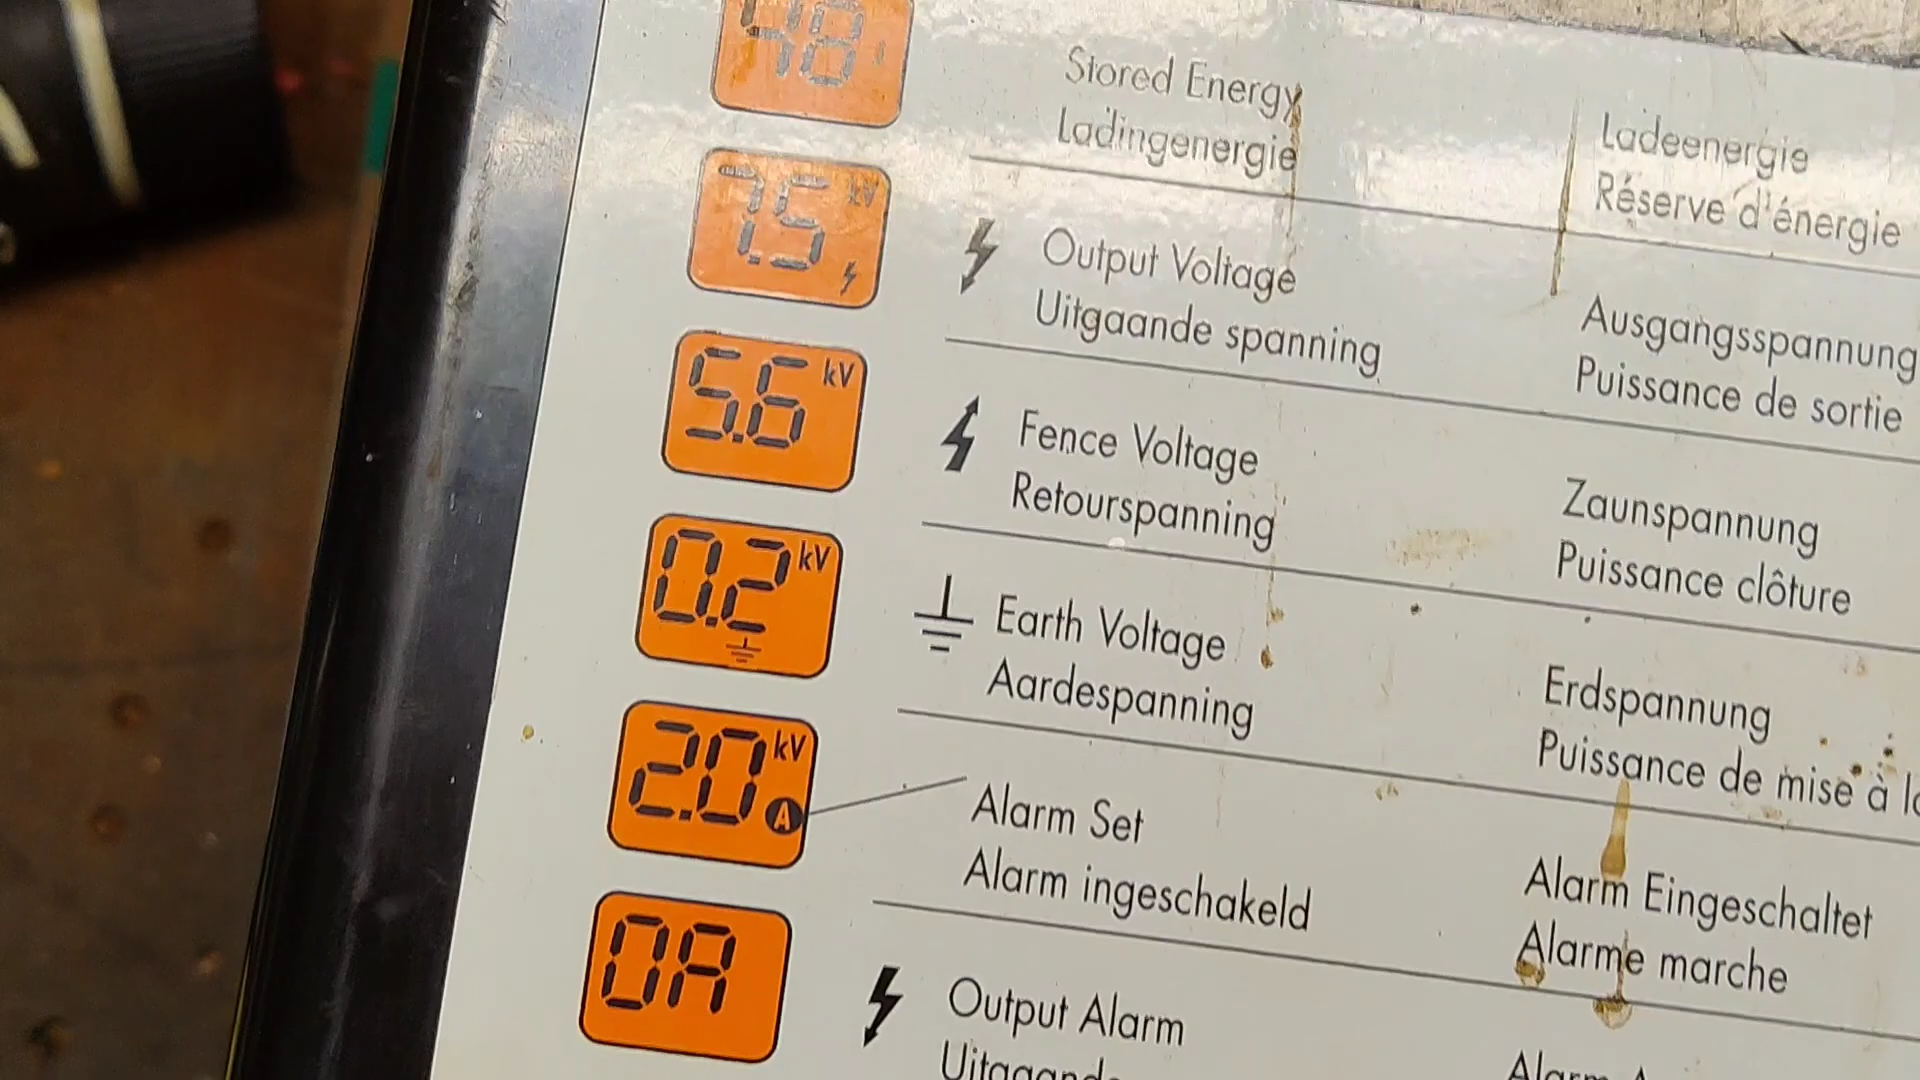 48 J
Stored Energy
Ladingenergie
Ladeenergie
Réserve d'énergie
7.5 kV
Output Voltage
Uitgaande spanning
Ausgangsspannung
Puissance de sortie
5.6 kV
Fence Voltage
Retourspanning
Zaunspannung
Puissance clôture
0.2 kV
Earth Voltage
Aardespanning
Erdspannung
Puissance de mise à
2.0 kV A
Alarm Set
Alarm ingeschakeld
Alarm Eingeschaltet
Alarme marche
OA
Output Alarm
Uitgaande
Alarm